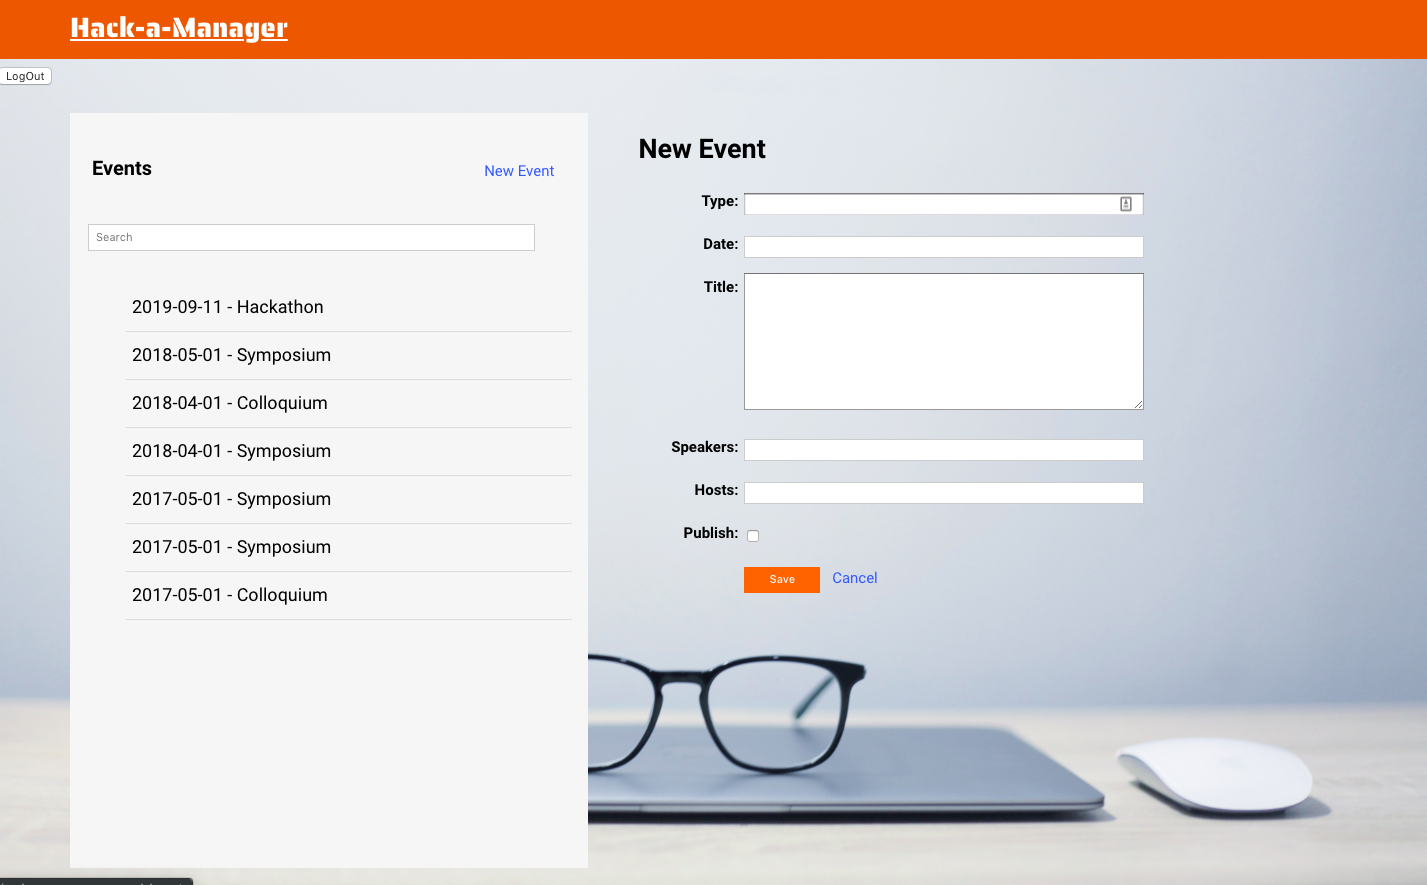 Hack-a-Manager
LogOut
Events
New Event
Search
2019-09-11 - Hackathon
2018-05-01 - Symposium
2018-04-01 - Colloquium
2018-04-01 - Symposium
2017-05-01 - Symposium
2017-05-01 - Symposium
2017-05-01 - Colloquium
New Event
Type:
Date:
Title:
Speakers:
Hosts:
Publish:
Save Cancel